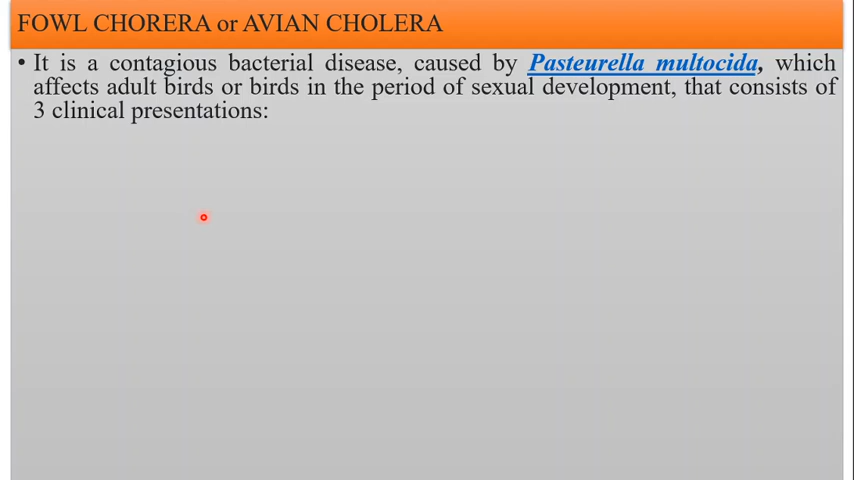 FOWL CHORERA or AVIAN CHOLERA
• It is a contagious bacterial disease, caused by Pasteurella multocida, which
affects adult birds or birds in the period of sexual development, that consists of
3 clinical presentations: